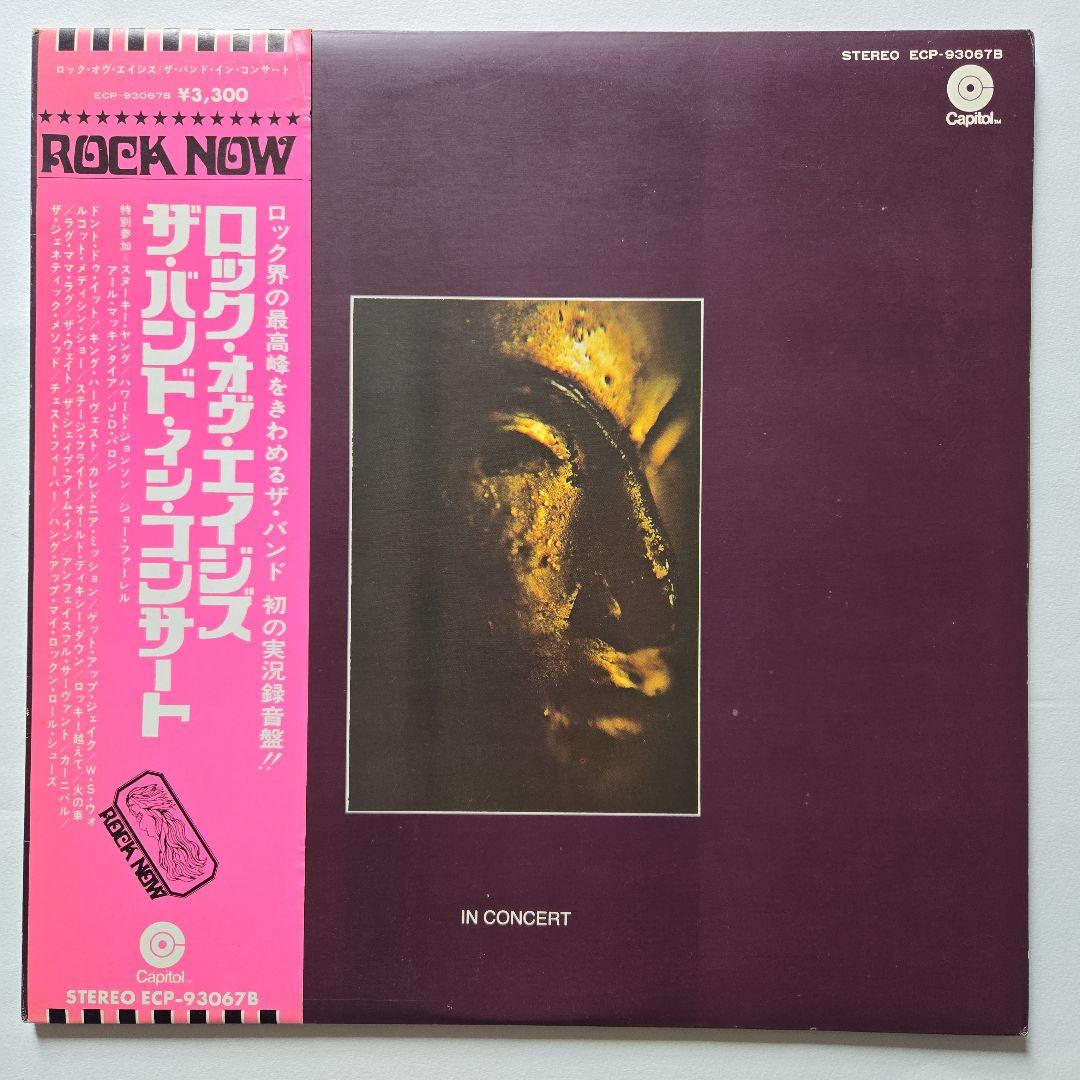 ロック・オヴ・エイジズ/ザ・バンド・イン・コンサート
ECP-93067B ¥3,300
ROCK NOW
ロック界の最高峰をきわめるザ・バンド 初の実況録音盤!!
ロック・オヴ・エイジズ
ザ・バンド・イン・コンサート
特別参加=スヌーキー・ヤング/ハワード・ジョンソン/ジョー・ファーレル
アール・マッキンタイア/J・D・パロン
ドント・ドゥ・イット/キング・ハーヴェスト/カレドニア・ミッション/ゲット・アップ・ジェイク/W・S・ウォ
ルコット・メディシン・ショー/ステージ・フライト/オールド・ディキシー・ダウン/ロッキー越えて/火の車
/ラグ・ママ・ラグ/ザ・ウェイト/ザ・シェイプ・アイム・イン/アンフェイスフル・サーヴァント/カーニバル/
ザ・ジェネティック・メソッド/チェスト・フィーバー/ハング・アップ・マイ・ロックン・ロール・シューズ
ROCK NOW
Capitol™
STEREO ECP-93067B
STEREO ECP-93067B
Capitol™
IN CONCERT